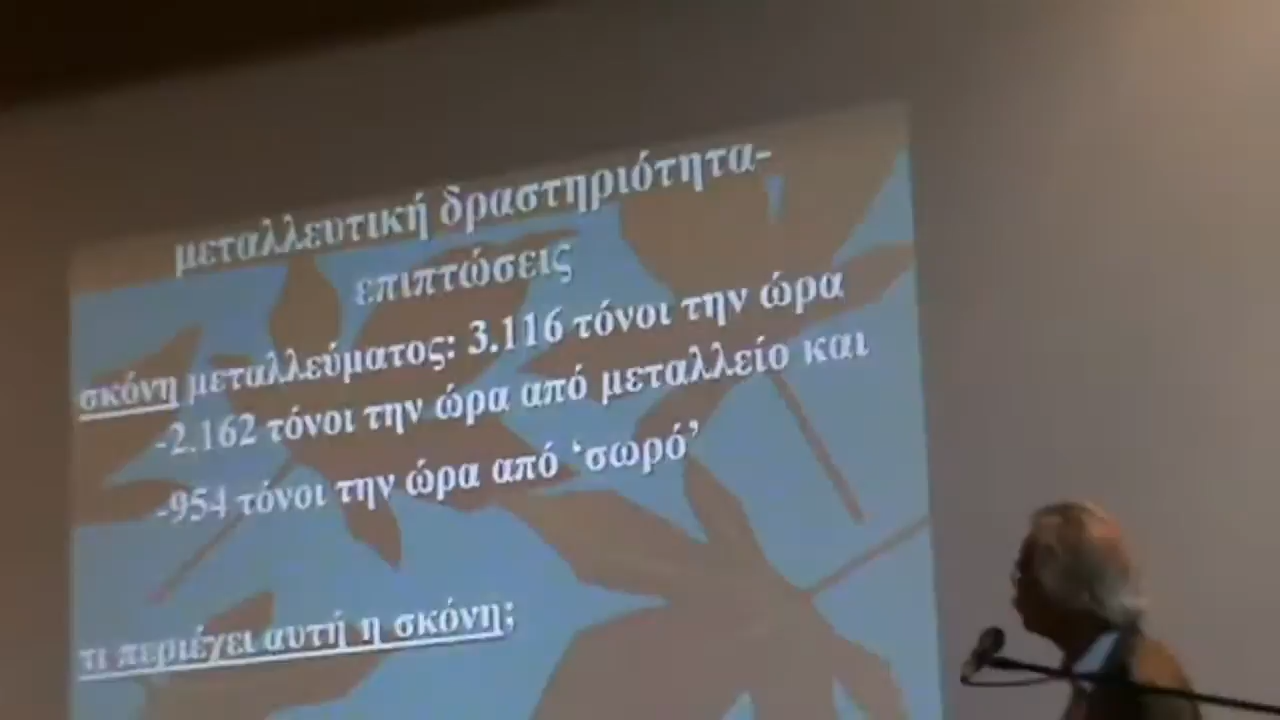 μεταλλευτική δραστηριότητα-
επιπτώσεις
σκόνη μεταλλεύματος: 3.116 τόνοι την ώρα
-2.162 τόνοι την ώρα από μεταλλείο και
-954 τόνοι την ώρα από ‘σωρό’
τι περιέχει αυτή η σκόνη;